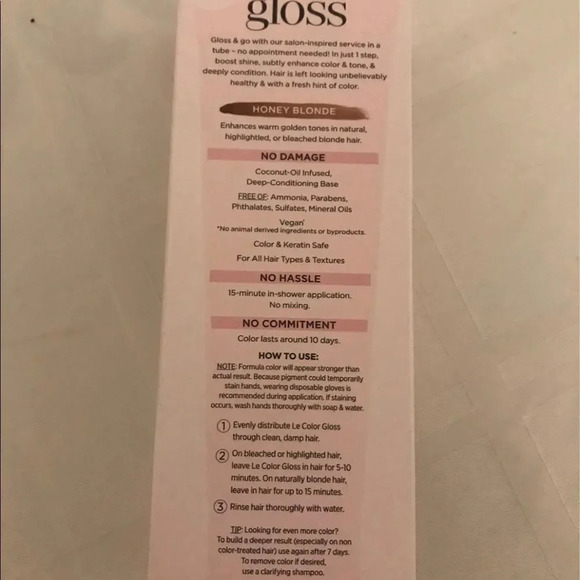 gloss
Gloss & go with our salon-inspired service in a
tube – no appointment needed! In just 1 step,
boost shine, subtly enhance color & tone, &
deeply condition. Hair is left looking unbelievably
healthy & with a fresh hint of color.
HONEY BLONDE
Enhances warm golden tones in natural,
highlighted, or bleached blonde hair.
NO DAMAGE
Coconut-Oil Infused,
Deep-Conditioning Base
FREE OF: Ammonia, Parabens,
Phthalates, Sulfates, Mineral Oils
Vegan*
*No animal derived ingredients or byproducts.
Color & Keratin Safe
For All Hair Types & Textures
NO HASSLE
15-minute in-shower application.
No mixing.
NO COMMITMENT
Color lasts around 10 days.
HOW TO USE:
NOTE: Formula color will appear stronger than
actual result. Because pigment could temporarily
stain hands, wearing disposable gloves is
recommended during application. If staining
occurs, wash hands thoroughly with soap & water.
1 Evenly distribute Le Color Gloss
through clean, damp hair.
2 On bleached or highlighted hair,
leave Le Color Gloss in hair for 5-10
minutes. On naturally blonde hair,
leave in hair for up to 15 minutes.
3 Rinse hair thoroughly with water.
TIP: Looking for even more color?
To build a deeper result (especially on non
color-treated hair) use again after 7 days.
To remove color if desired,
use a clarifying shampoo.